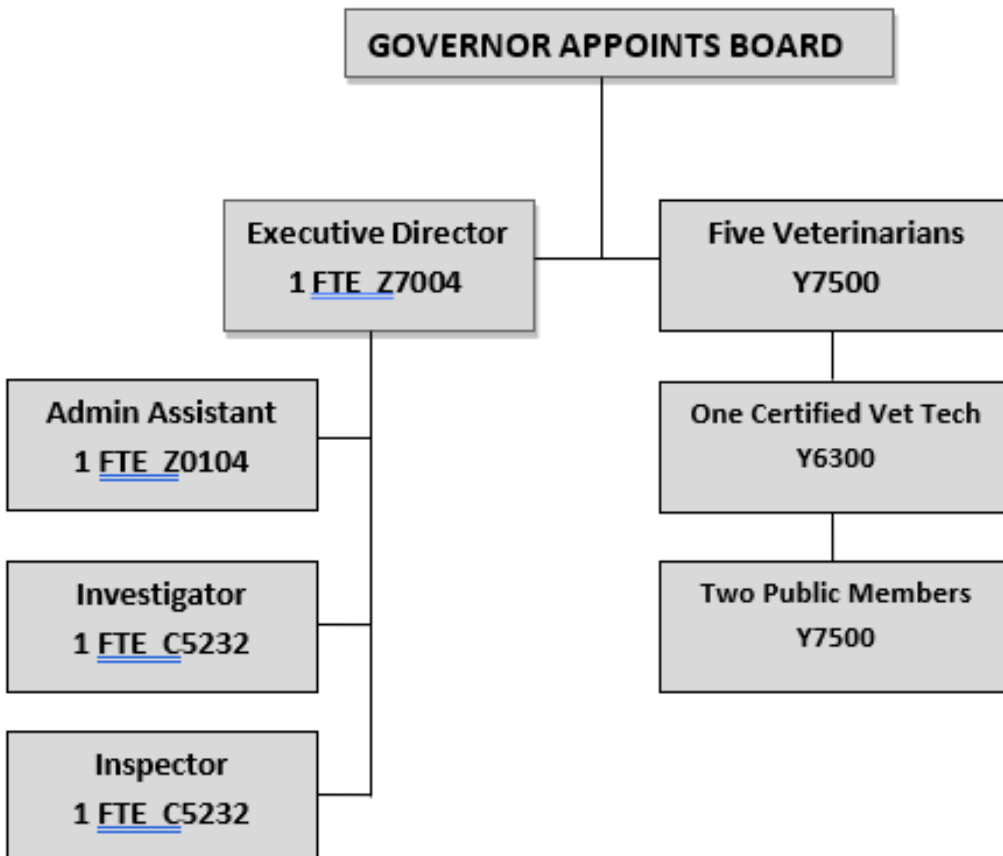 GOVERNOR APPOINTS BOARD
Executive Director
1 FTE Z7004
Five Veterinarians
Y7500
Admin Assistant
1 FTE Z0104
One Certified Vet Tech
Y6300
Investigator
1 FTE C5232
Two Public Members
Y7500
Inspector
1 FTE C5232